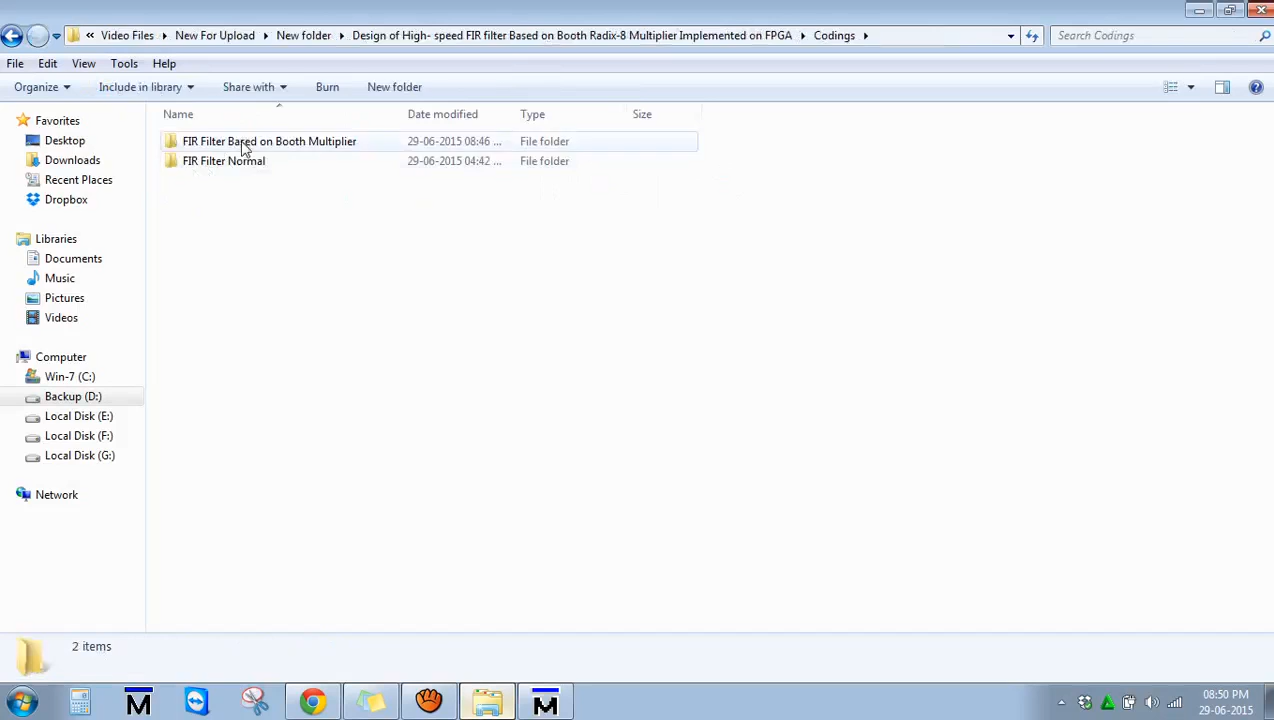 « Video Files New For Upload New folder Design of High- speed FIR filter Based on Booth Radix-8 Multiplier Implemented on FPGA Codings Search Codings
File Edit View Tools Help
Organize Include in library Share with Burn New folder
Name Date modified Type Size
Favorites
Desktop
Downloads
Recent Places
Dropbox
Libraries
Documents
Music
Pictures
Videos
Computer
Win-7 (C:)
Backup (D:)
Local Disk (E:)
Local Disk (F:)
Local Disk (G:)
Network
FIR Filter Based on Booth Multiplier 29-06-2015 08:46 ... File folder
FIR Filter Normal 29-06-2015 04:42 ... File folder
2 items
M
M
08:50 PM
29-06-2015